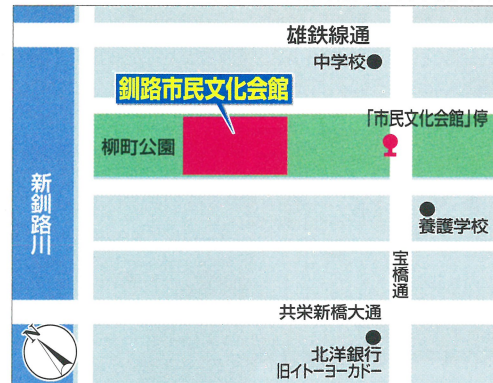 雄鉄線通
中学校
釧路市民文化会館
「市民文化会館」停
柳町公園
新釧路川
養護学校
宝橋通
共栄新橋大通
北洋銀行
旧イトーヨーカドー